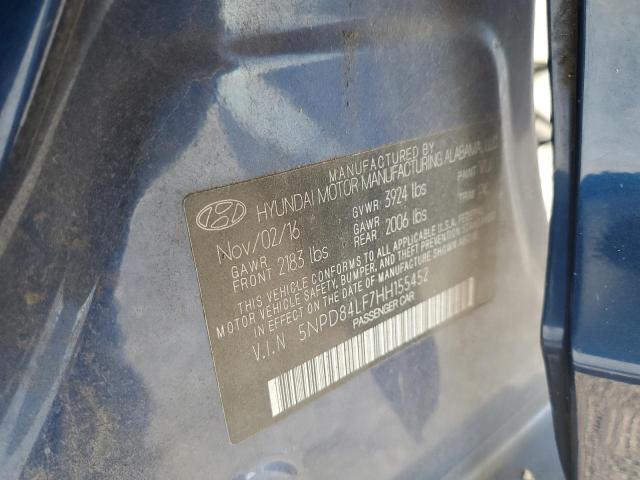 MANUFACTURED BY
HYUNDAI MOTOR MANUFACTURING ALABAMA, LLC
Nov/02/16 GVWR 3924 lbs PAINT
GAWR FRONT 2183 lbs GAWR REAR 2006 lbs TRIM
THIS VEHICLE CONFORMS TO ALL APPLICABLE U.S.A. FEDERAL
MOTOR VEHICLE SAFETY, BUMPER, AND THEFT PREVENTION STANDARDS
IN EFFECT ON THE DATE OF MANUFACTURE SHOWN ABOVE.
V.I.N 5NPD84LF7HH155452
PASSENGER CAR